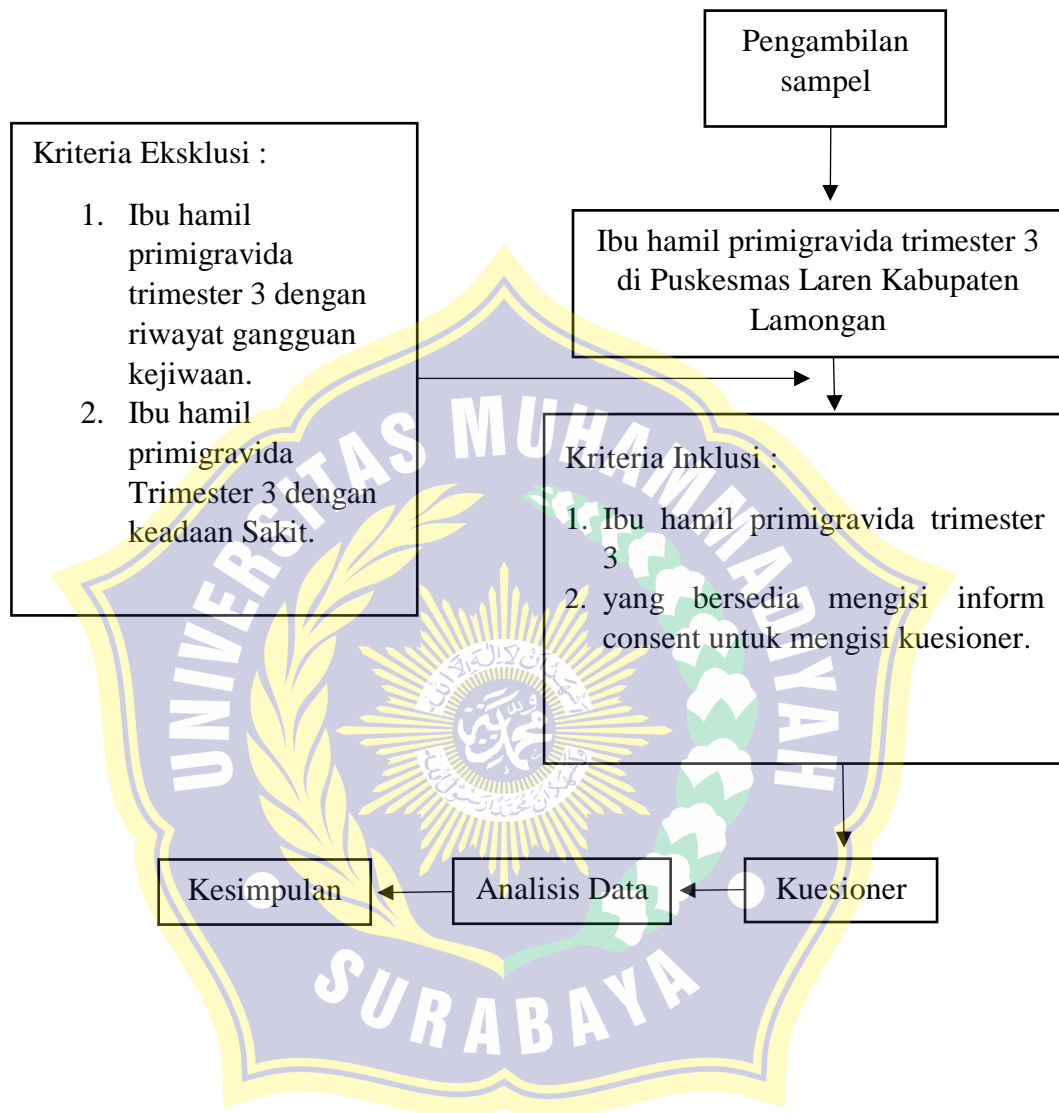 Pengambilan
sampel
Kriteria Eksklusi :
1. Ibu hamil
primigravida
trimester 3 dengan
riwayat gangguan
kejiwaan.
2. Ibu hamil
primigravida
Trimester 3 dengan
keadaan Sakit.
Ibu hamil primigravida trimester 3
di Puskesmas Laren Kabupaten
Lamongan
Kriteria Inklusi :
1. Ibu hamil primigravida trimester
3
2. yang bersedia mengisi inform
consent untuk mengisi kuesioner.
Kuesioner
Analisis Data
Kesimpulan
UNIVERSITAS MUHAMMADIYAH
SURABAYA